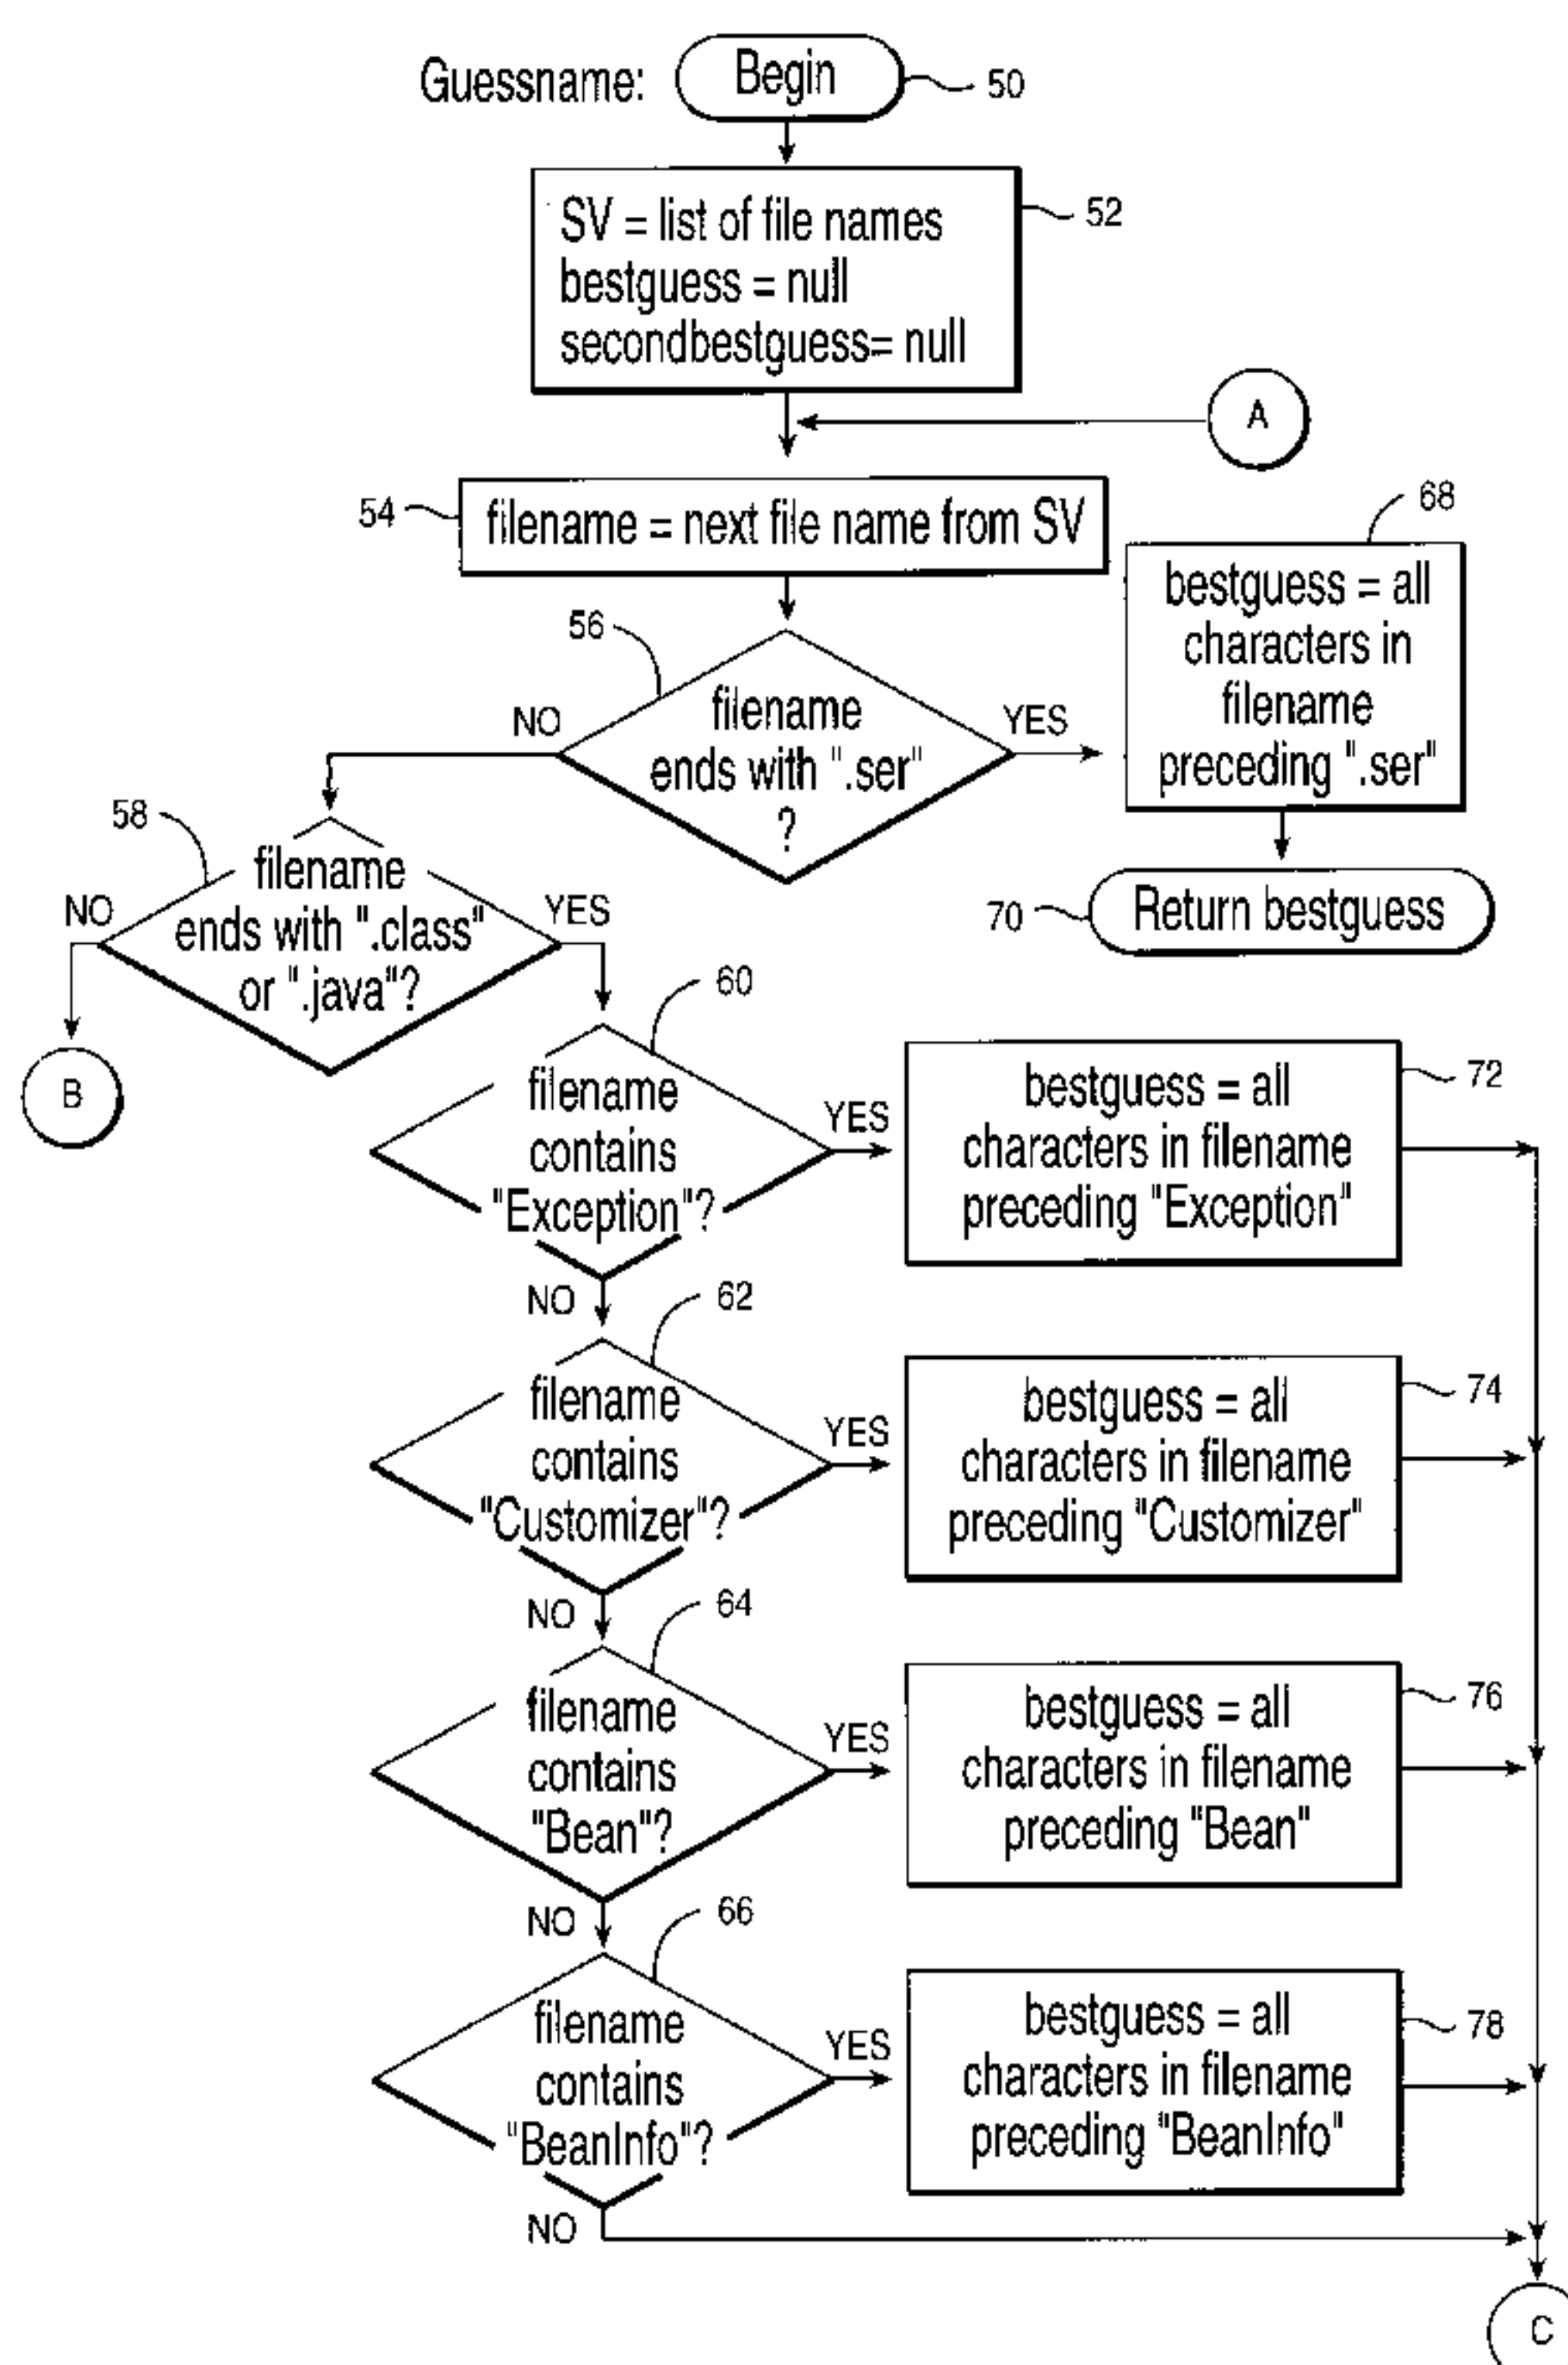 Guessname:
Begin
50
SV = list of file names
bestguess = null
secondbestguess= null
52
A
54
filename = next file name from SV
68
bestguess = all
characters in
filename
preceding ".ser"
56
filename
ends with ".ser"
?
NO
YES
70
Return bestguess
58
filename
ends with ".class"
or ".java"?
NO
YES
B
60
filename
contains
"Exception"?
YES
bestguess = all
characters in filename
preceding "Exception"
72
NO
62
filename
contains
"Customizer"?
YES
bestguess = all
characters in filename
preceding "Customizer"
74
NO
64
filename
contains
"Bean"?
YES
bestguess = all
characters in filename
preceding "Bean"
76
NO
66
filename
contains
"BeanInfo"?
YES
bestguess = all
characters in filename
preceding "BeanInfo"
78
NO
C